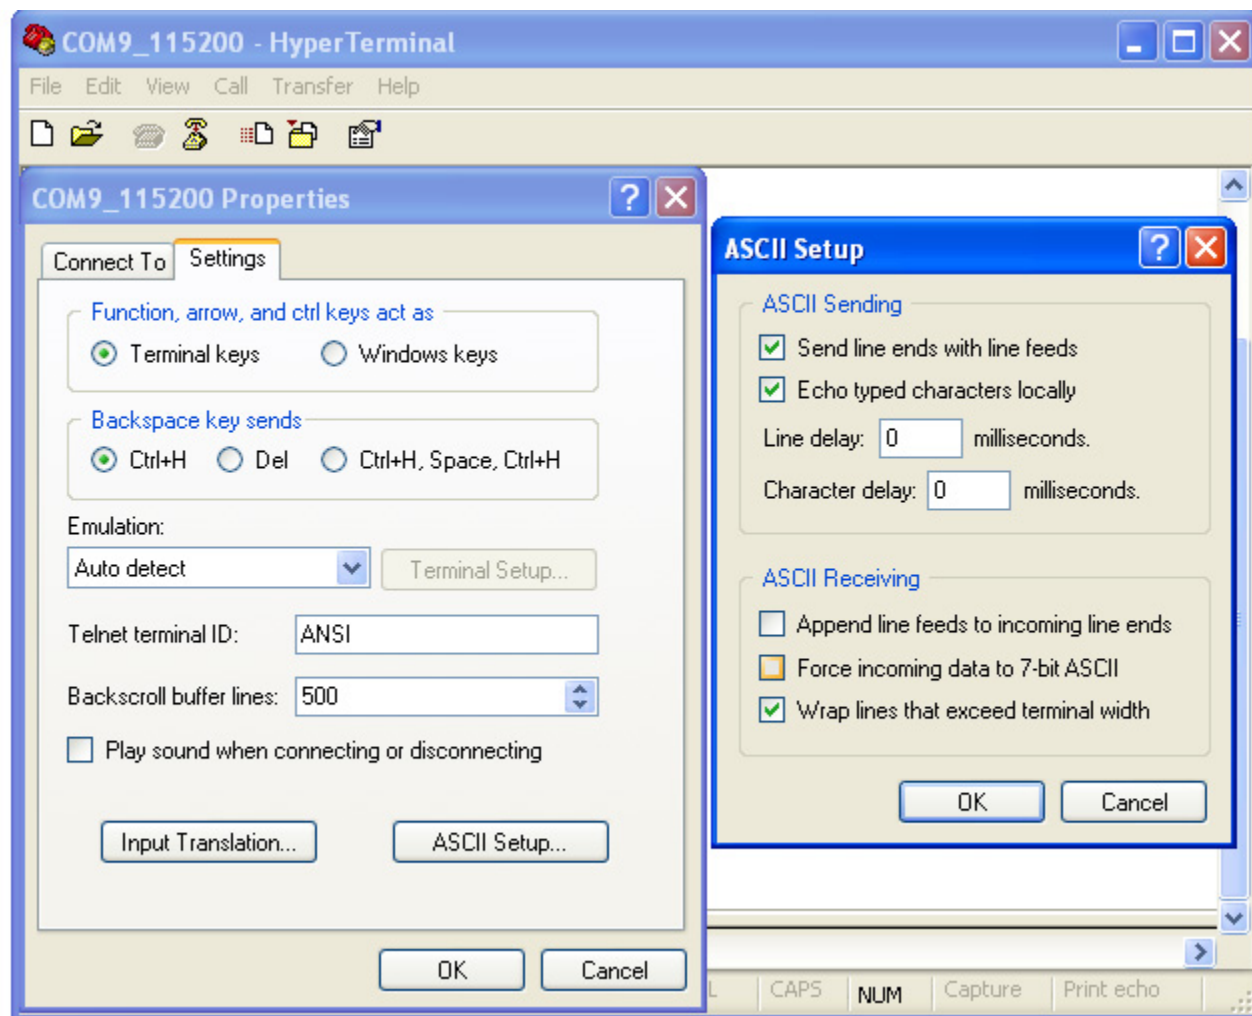 COM9_115200 - HyperTerminal
File Edit View Call Transfer Help
COM9_115200 Properties
?
Connect To Settings
Function, arrow, and ctrl keys act as
Terminal keys Windows keys
Backspace key sends
Ctrl+H Del Ctrl+H, Space, Ctrl+H
Emulation:
Auto detect Terminal Setup...
Telnet terminal ID: ANSI
Backscroll buffer lines: 500
Play sound when connecting or disconnecting
Input Translation... ASCII Setup...
OK Cancel
ASCII Setup
?
ASCII Sending
Send line ends with line feeds
Echo typed characters locally
Line delay: 0 milliseconds.
Character delay: 0 milliseconds.
ASCII Receiving
Append line feeds to incoming line ends
Force incoming data to 7-bit ASCII
Wrap lines that exceed terminal width
OK Cancel
CAPS NUM Capture Print echo